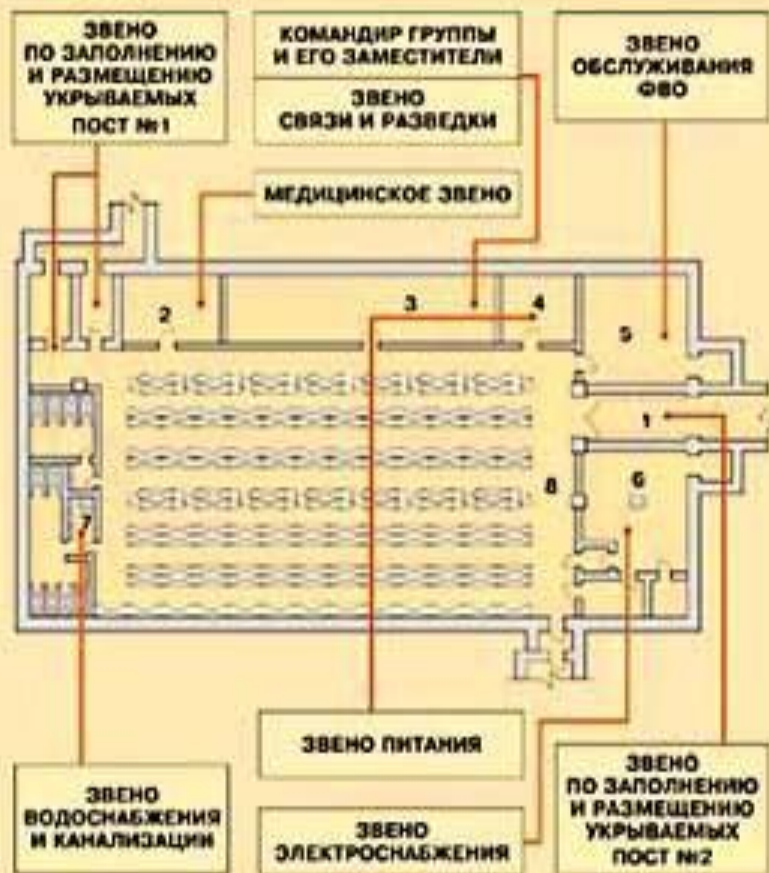 ЗВЕНО
ПО ЗАПОЛНЕНИЮ
И РАЗМЕЩЕНИЮ
УКРЫВАЕМЫХ
ПОСТ №1
КОМАНДИР ГРУППЫ
И ЕГО ЗАМЕСТИТЕЛИ
ЗВЕНО
СВЯЗИ И РАЗВЕДКИ
ЗВЕНО
ОБСЛУЖИВАНИЯ
ФВО
МЕДИЦИНСКОЕ ЗВЕНО
2
3
4
5
1
8
6
7
ЗВЕНО ПИТАНИЯ
ЗВЕНО
ВОДОСНАБЖЕНИЯ
И КАНАЛИЗАЦИИ
ЗВЕНО
ЭЛЕКТРОСНАБЖЕНИЯ
ЗВЕНО
ПО ЗАПОЛНЕНИЮ
И РАЗМЕЩЕНИЮ
УКРЫВАЕМЫХ
ПОСТ №2